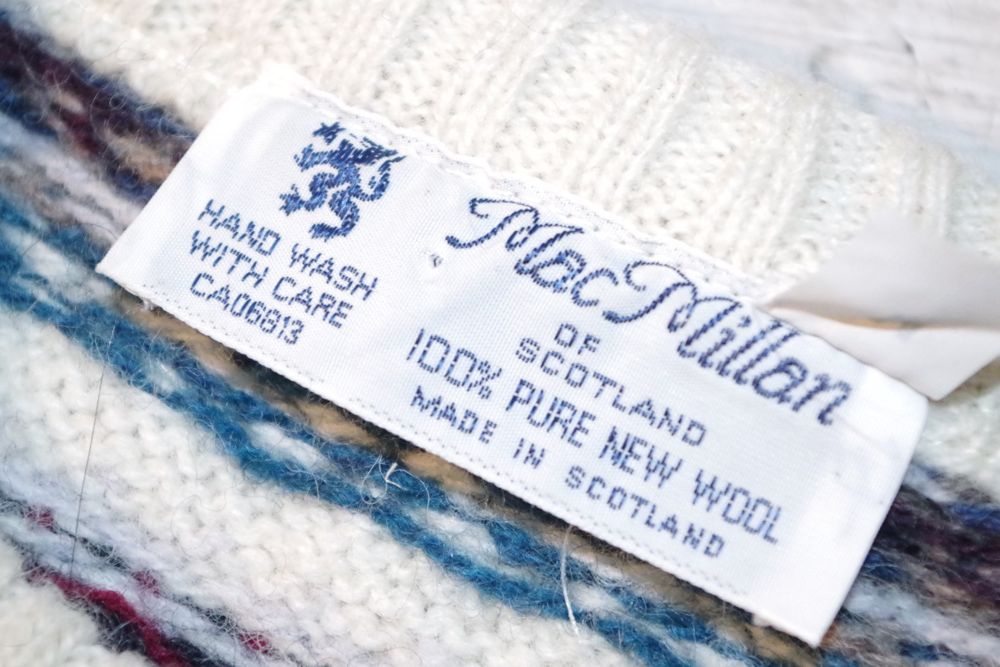 HAND WASH
WITH CARE
CA06813
MacMillan
OF
SCOTLAND
100% PURE NEW WOOL
MADE IN SCOTLAND